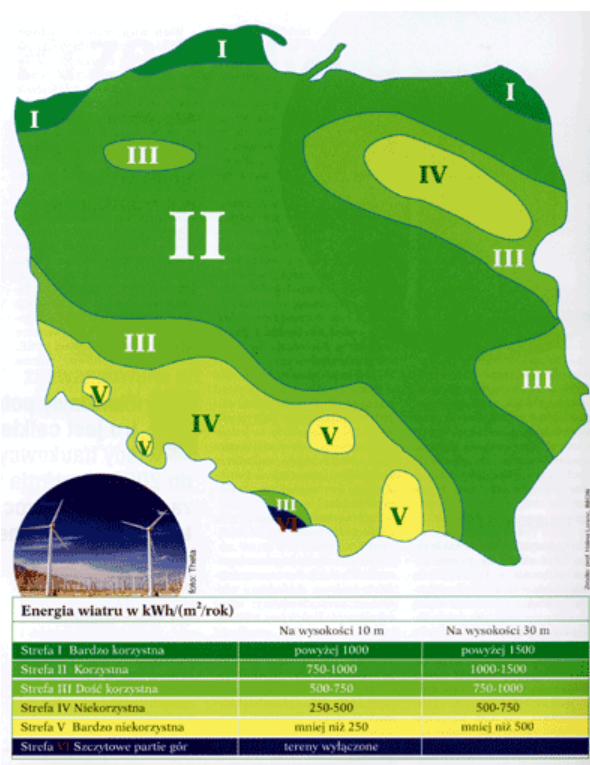 I
I
I
III
IV
II
III
III
III
V
IV
V
V
V
III
VI
foto: Theta
Energia wiatru w kWh/(m²/rok)
Na wysokości 10 m Na wysokości 30 m
Strefa I Bardzo korzystna powyżej 1000 powyżej 1500
Strefa II Korzystna 750-1000 1000-1500
Strefa III Dość korzystna 500-750 750-1000
Strefa IV Niekorzystna 250-500 500-750
Strefa V Bardzo niekorzystna mniej niż 250 mniej niż 500
Strefa VI Szczytowe partie gór tereny wyłączone